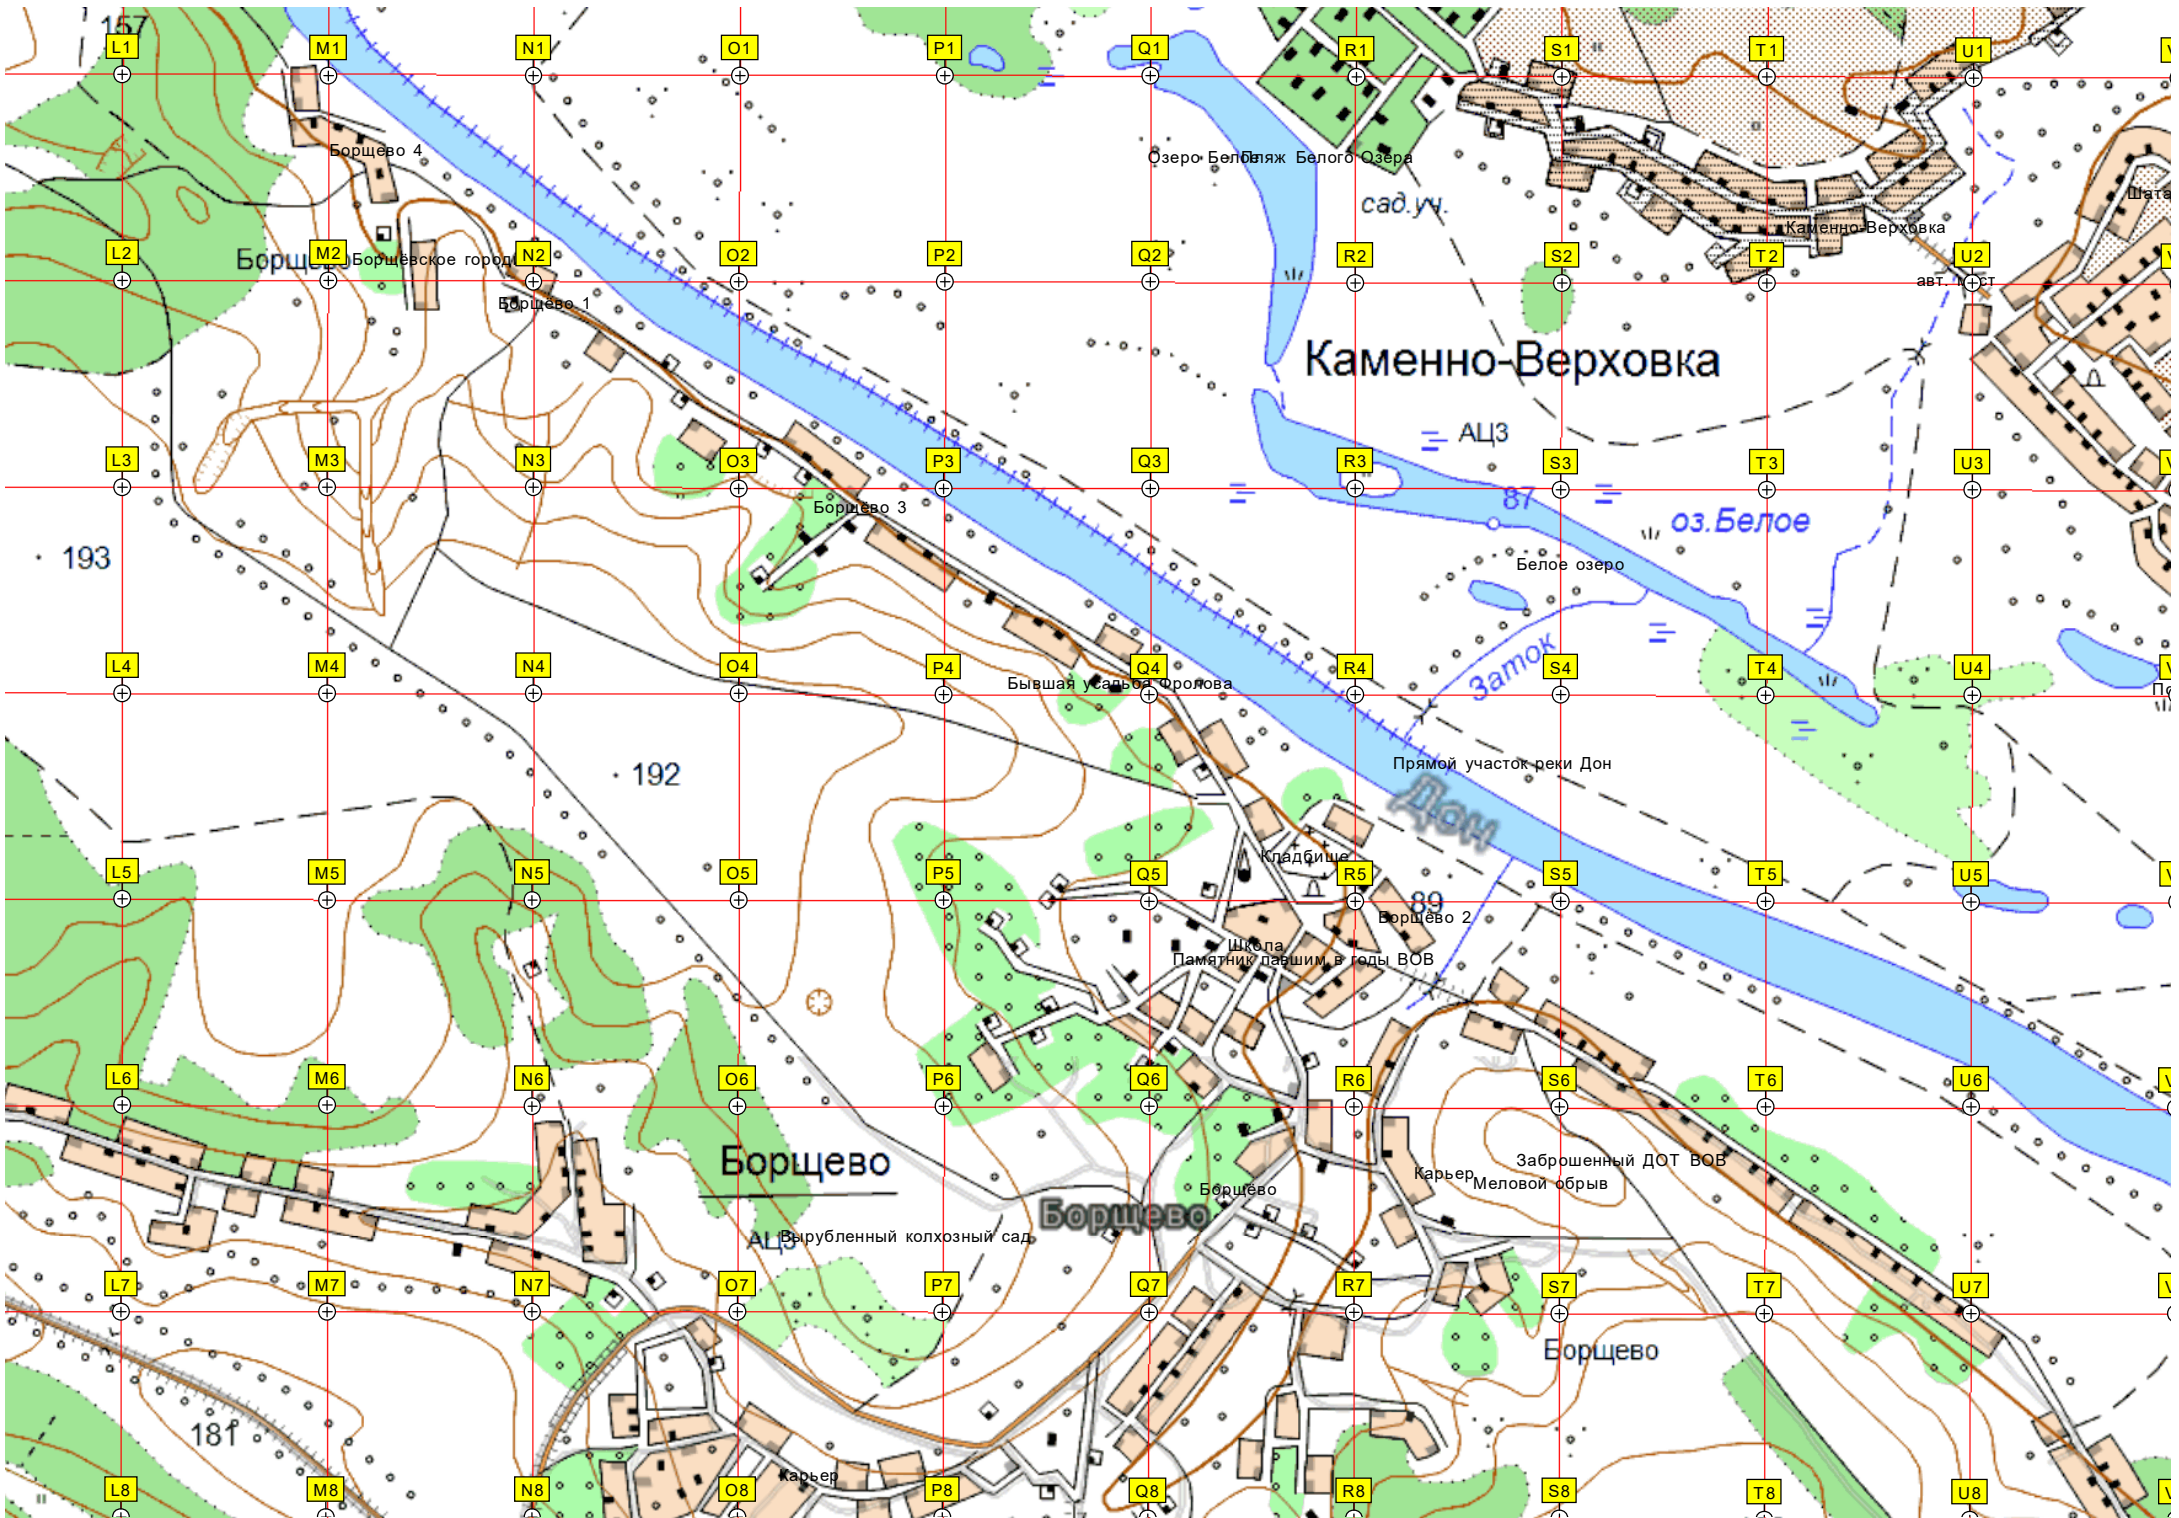 157
L1 M1 N1 O1 P1 Q1 R1 S1 T1 U1
Борщево 4
Озеро Белое
Пляж Белого Озера
сад.уч.
Шата
Каменно-Верховка
L2 M2 N2 O2 P2 Q2 R2 S2 T2 U2
Борщево
Борщёвское город
авт. мост
Борщёво 1
Каменно-Верховка
АЦЗ
L3 M3 N3 O3 P3 Q3 R3 S3 T3 U3
87
Борщёво 3
оз.Белое
193
Белое озеро
L4 M4 N4 O4 P4 Q4 R4 S4 T4 U4
Заток
Бывшая усадьба Фролова
192
Прямой участок реки Дон
Дон
Кладбище
L5 M5 N5 O5 P5 Q5 R5 S5 T5 U5
89
Борщёво 2
Школа
Памятник павшим в годы ВОВ
L6 M6 N6 O6 P6 Q6 R6 S6 T6 U6
Борщево
Заброшенный ДОТ ВОВ
Карьер
Меловой обрыв
Борщёво
Борщево
АЦЗ
Вырубленный колхозный сад
L7 M7 N7 O7 P7 Q7 R7 S7 T7 U7
Борщево
181
Карьер
L8 M8 N8 O8 P8 Q8 R8 S8 T8 U8